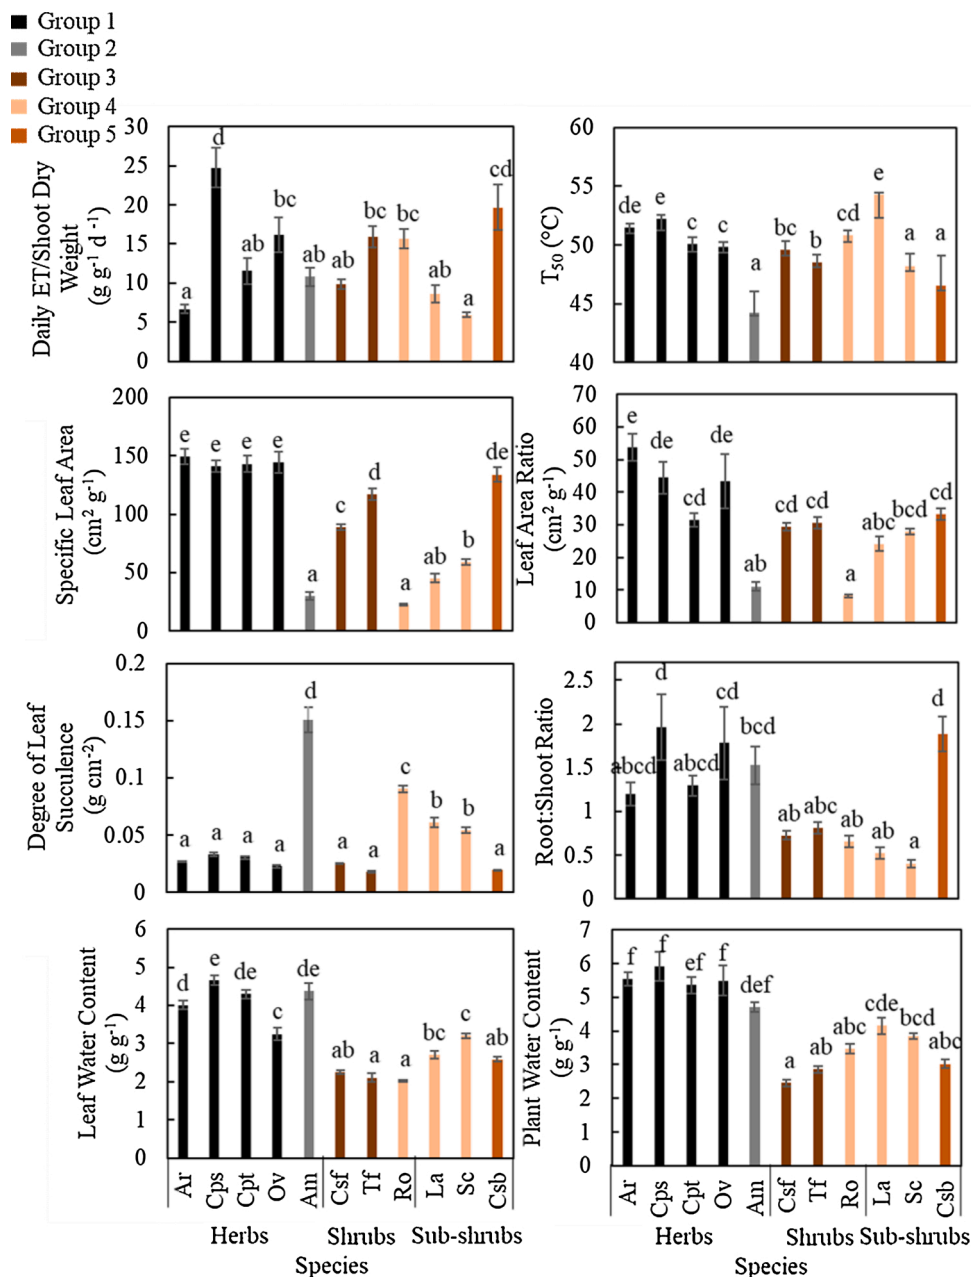 Group 1
Group 2
Group 3
Group 4
Group 5
Daily ET/Shoot Dry
Weight
(g g-1 d -1)
30
25
20
15
10
5
0
a
d
ab
bc
ab
ab
bc
bc
ab
a
cd
T50 (°C)
60
55
50
45
40
de
e
c
c
a
bc
b
cd
e
a
a
Specific Leaf Area
(cm2 g-1)
200
150
100
50
0
e
e
e
e
a
c
d
a
ab
b
de
Leaf Area Ratio
(cm2 g-1)
70
60
50
40
30
20
10
0
e
de
cd
de
ab
cd
cd
a
abc
bcd
cd
Degree of Leaf
Succulence
(g cm-2)
0.2
0.15
0.1
0.05
0
a
a
a
a
d
a
a
c
b
b
a
Root:Shoot Ratio
2.5
2
1.5
1
0.5
0
abcd
d
abcd
cd
bcd
ab
abc
ab
ab
a
d
Leaf Water Content
(g g-1)
6
5
4
3
2
1
0
d
e
de
c
de
ab
a
a
bc
c
ab
Ar
Cps
Cpt
Ov
Am
Csf
Tf
Ro
La
Sc
Csb
Herbs
Shrubs
Sub-shrubs
Species
Plant Water Content
(g g-1)
7
6
5
4
3
2
1
0
f
f
ef
f
def
a
ab
abc
cde
bcd
abc
Ar
Cps
Cpt
Ov
Am
Csf
Tf
Ro
La
Sc
Csb
Herbs
Shrubs
Sub-shrubs
Species